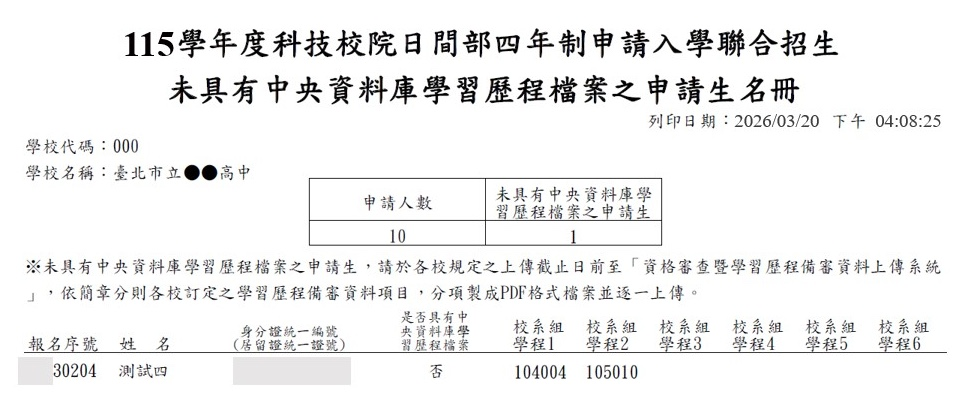 115學年度科技校院日間部四年制申請入學聯合招生
未具有中央資料庫學習歷程檔案之申請生名冊
列印日期：2026/03/20 下午 04:08:25
學校代碼：000
學校名稱：臺北市立●●高中
申請人數
未具有中央資料庫學
習歷程檔案之申請生
10 1
※未具有中央資料庫學習歷程檔案之申請生，請於各校規定之上傳截止日前至「資格審查暨學習歷程備審資料上傳系統
」，依簡章分則各校訂定之學習歷程備審資料項目，分項製成PDF格式檔案並逐一上傳。
報名序號 姓 名
身分證統一編號
(居留證統一證號)
是否具有中
央資料庫學
習歷程檔案
校系組 校系組 校系組 校系組 校系組 校系組
學程1 學程2 學程3 學程4 學程5 學程6
30204 測試四 否 104004 105010